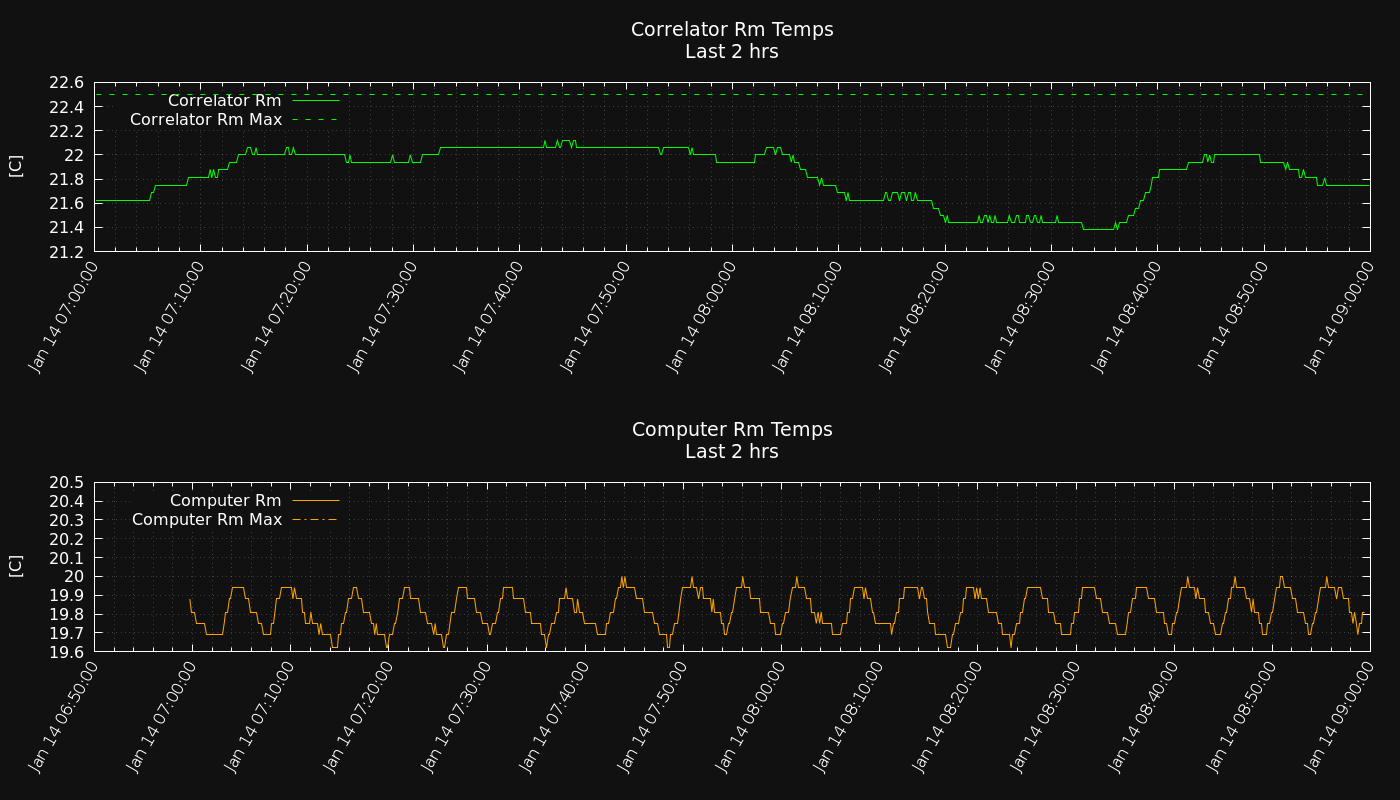 Correlator Rm Temps
Last 2 hrs
22.6
22.4
22.2
22
21.8
21.6
21.4
21.2
[C]
Correlator Rm
Correlator Rm Max
Jan 14 07:00:00
Jan 14 07:10:00
Jan 14 07:20:00
Jan 14 07:30:00
Jan 14 07:40:00
Jan 14 07:50:00
Jan 14 08:00:00
Jan 14 08:10:00
Jan 14 08:20:00
Jan 14 08:30:00
Jan 14 08:40:00
Jan 14 08:50:00
Jan 14 09:00:00
Computer Rm Temps
Last 2 hrs
20.5
20.4
20.3
20.2
20.1
20
19.9
19.8
19.7
19.6
[C]
Computer Rm
Computer Rm Max
Jan 14 06:50:00
Jan 14 07:00:00
Jan 14 07:10:00
Jan 14 07:20:00
Jan 14 07:30:00
Jan 14 07:40:00
Jan 14 07:50:00
Jan 14 08:00:00
Jan 14 08:10:00
Jan 14 08:20:00
Jan 14 08:30:00
Jan 14 08:40:00
Jan 14 08:50:00
Jan 14 09:00:00